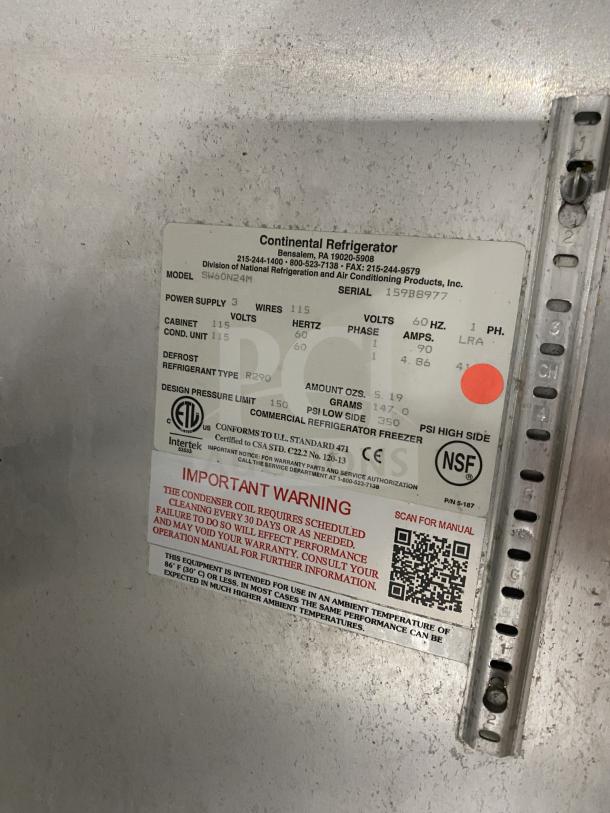 Continental Refrigerator
Bensalem, PA 19020-5908
215-244-1400 · 800-523-7138 · FAX: 215-244-9579
Division of National Refrigeration and Air Conditioning Products, Inc.
MODEL SW60N24M SERIAL 159B8977
POWER SUPPLY 3 WIRES 115 VOLTS 60 HZ. 1 PH.
VOLTS HERTZ PHASE AMPS. LRA
CABINET 115 60 1 .90
COND. UNIT 115 60 1 4.86
DEFROST
REFRIGERANT TYPE R290 AMOUNT OZS. 5.19
GRAMS 147.0
DESIGN PRESSURE LIMIT 150 PSI LOW SIDE 350 PSI HIGH SIDE
COMMERCIAL REFRIGERATOR FREEZER
ETL
C US
Intertek
CONFORMS TO U.L. STANDARD 471
Certified to CSA STD. C22.2 No. 120-13
CE
NSF
IMPORTANT NOTICE: FOR WARRANTY PARTS AND SERVICE AUTHORIZATION
CALL THE SERVICE DEPARTMENT AT 1-800-523-7138
P/N 5-187
IMPORTANT WARNING
THE CONDENSER COIL REQUIRES SCHEDULED
CLEANING EVERY 30 DAYS OR AS NEEDED.
FAILURE TO DO SO WILL EFFECT PERFORMANCE
AND MAY VOID YOUR WARRANTY. CONSULT YOUR
OPERATION MANUAL FOR FURTHER INFORMATION.
SCAN FOR MANUAL
THIS EQUIPMENT IS INTENDED FOR USE IN AN AMBIENT TEMPERATURE OF
86° F (30° C) OR LESS. IN MOST CASES THE SAME PERFORMANCE CAN BE
EXPECTED IN MUCH HIGHER AMBIENT TEMPERATURES.
PCI
AUCTIONS
1
2
3
CH
4